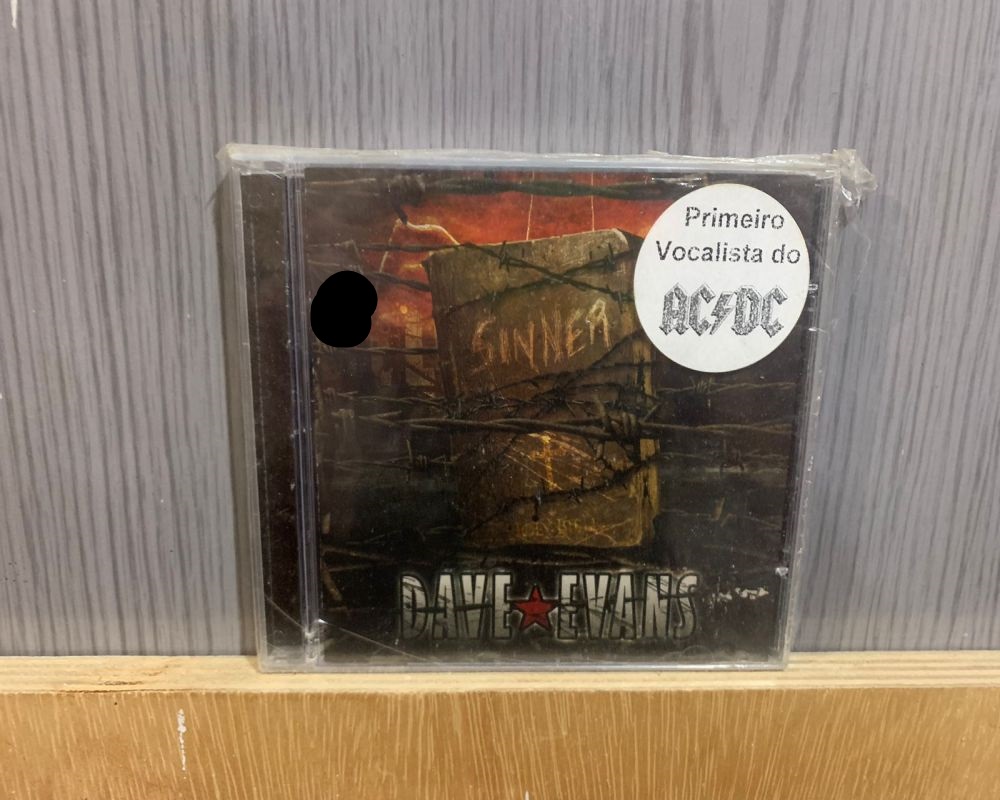 Primeiro
Vocalista do
AC/DC
SINNER
DAVE★EVANS